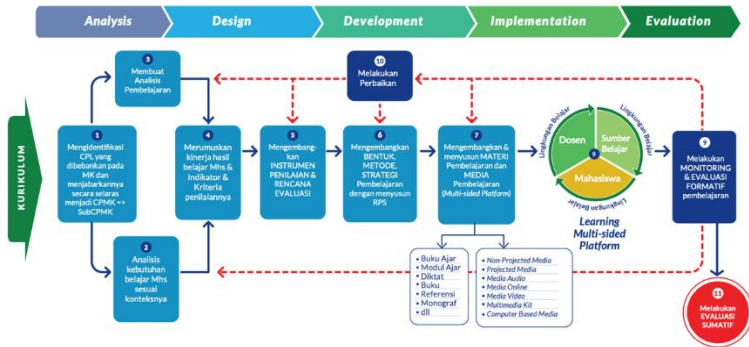 Analysis
Design
Development
Implementation
Evaluation
KURIKULUM
3
Membuat
Analisis
Pembelajaran
1
Mengidentifikasi
CPL yang
dibebankan pada
MK dan
menjabarkannya
secara selaras
menjadi CPMK =>
SubCPMK
2
Analisis
kebutuhan
belajar Mhs
sesuai
konteksnya
4
Merumuskan
kinerja hasil
belajar Mhs &
Indikator &
Kriteria
penilaiannya
5
Mengembang-
kan
INSTRUMEN
PENILAIAN &
RENCANA
EVALUASI
10
Melakukan
Perbaikan
6
Mengembangkan
BENTUK,
METODE,
STRATEGI
Pembelajaran
dengan menyusun
RPS
7
Mengembangkan &
menyusun MATERI
Pembelajaran dan
MEDIA
Pembelajaran
(Multi-sided Platform)
• Buku Ajar
• Modul Ajar
• Diktat
• Buku
• Referensi
• Monograf
• dll
• Non-Projected Media
• Projected Media
• Media Audio
• Media Online
• Media Video
• Multimedia Kit
• Computer Based Media
Lingkungan Belajar
Lingkungan Belajar
Lingkungan Belajar
Dosen
Sumber
Belajar
8
Mahasiswa
Learning
Multi-sided
Platform
9
Melakukan
MONITORING
& EVALUASI
FORMATIF
pembelajaran
11
Melakukan
EVALUASI
SUMATIF